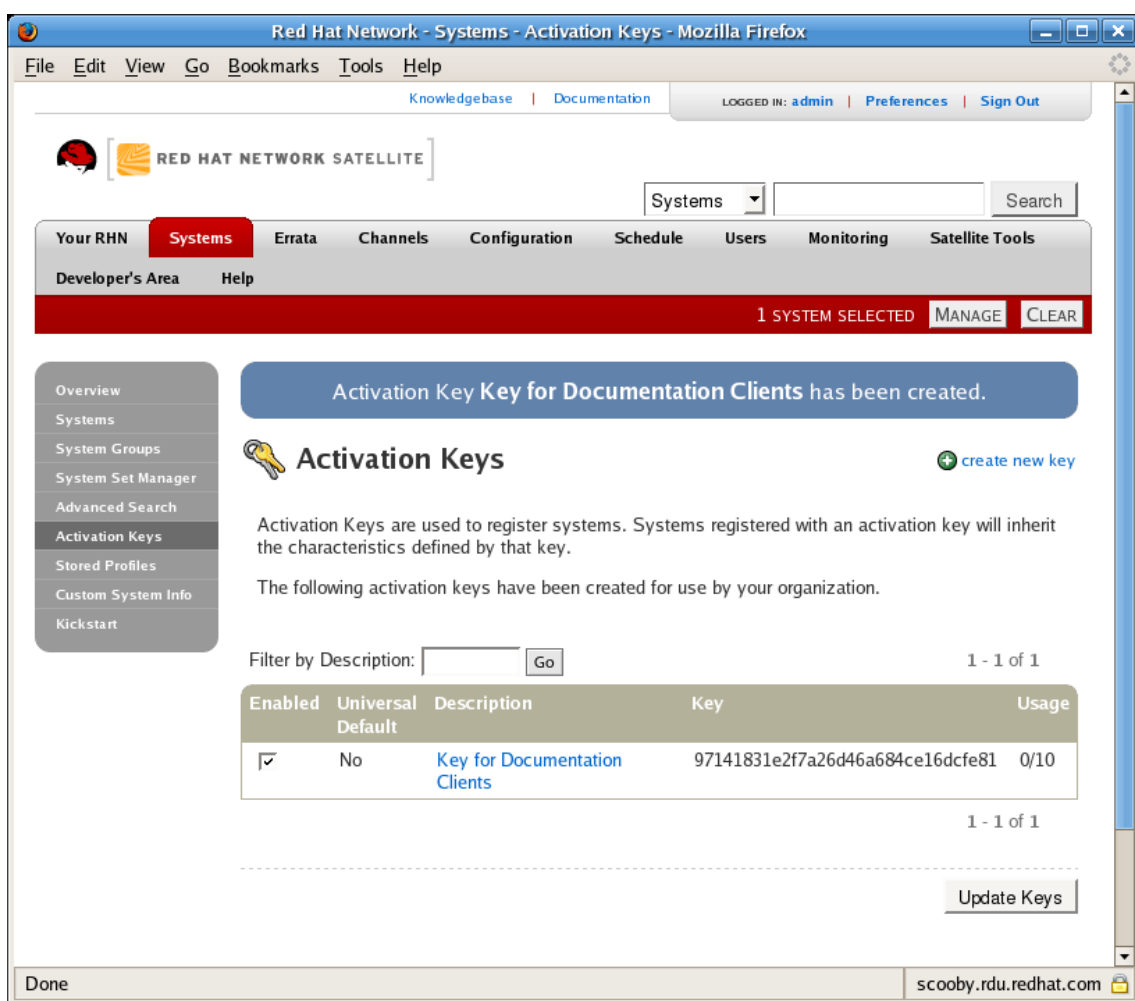 Red Hat Network - Systems - Activation Keys - Mozilla Firefox
File Edit View Go Bookmarks Tools Help
Knowledgebase | Documentation
LOGGED IN: admin | Preferences | Sign Out
RED HAT NETWORK SATELLITE
Systems Search
Your RHN Systems Errata Channels Configuration Schedule Users Monitoring Satellite Tools
Developer's Area Help
1 SYSTEM SELECTED MANAGE CLEAR
Overview
Systems
System Groups
System Set Manager
Advanced Search
Activation Keys
Stored Profiles
Custom System Info
Kickstart
Activation Key Key for Documentation Clients has been created.
Activation Keys
create new key
Activation Keys are used to register systems. Systems registered with an activation key will inherit
the characteristics defined by that key.
The following activation keys have been created for use by your organization.
Filter by Description: Go 1 - 1 of 1
Enabled Universal Default Description Key Usage
No Key for Documentation Clients 97141831e2f7a26d46a684ce16dcfe81 0/10
1 - 1 of 1
Update Keys
Done scooby.rdu.redhat.com